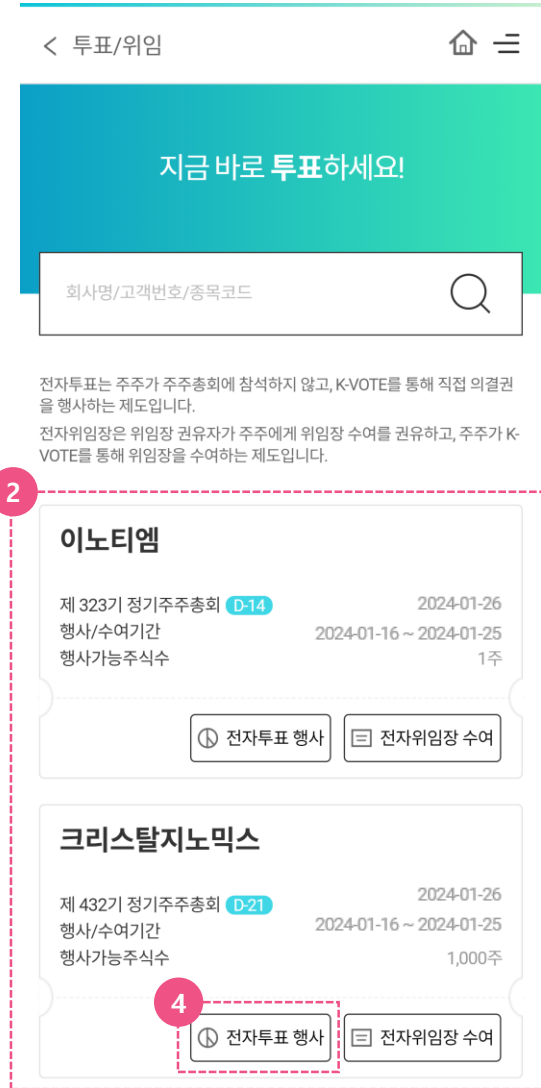 투표/위임
지금 바로 투표하세요!
회사명/고객번호/종목코드
전자투표는 주주가 주주총회에 참석하지 않고, K-VOTE를 통해 직접 의결권
을 행사하는 제도입니다.
전자위임장은 위임장 권유자가 주주에게 위임장 수여를 권유하고, 주주가 K-
VOTE를 통해 위임장을 수여하는 제도입니다.
2
이노티엠
제 323기 정기주주총회 D-14 2024-01-26
행사/수여기간 2024-01-16 ~ 2024-01-25
행사가능주식수 1주
전자투표 행사 전자위임장 수여
크리스탈지노믹스
제 432기 정기주주총회 D-21 2024-01-26
행사/수여기간 2024-01-16 ~ 2024-01-25
행사가능주식수 1,000주
4
전자투표 행사 전자위임장 수여